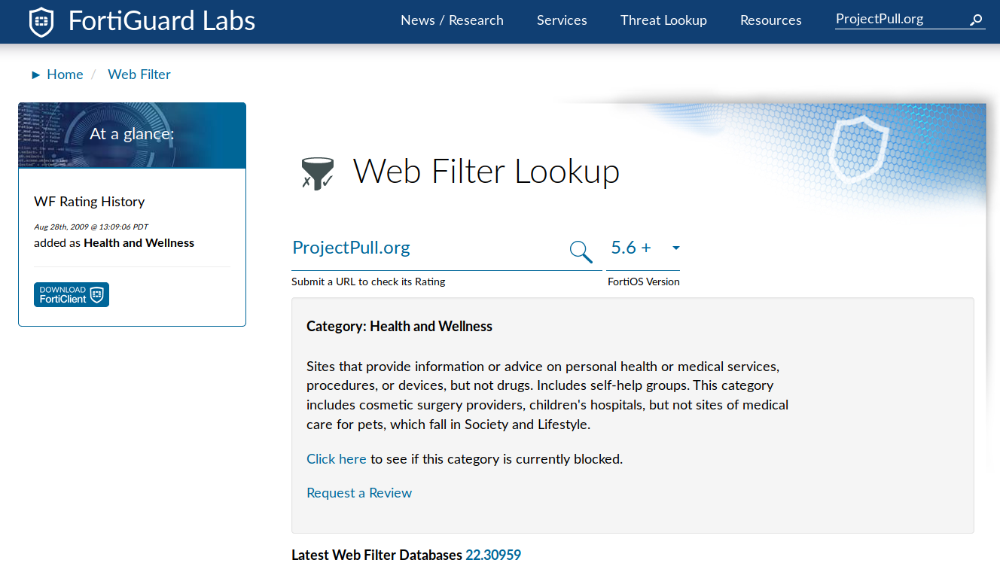 FortiGuard Labs
News / Research
Services
Threat Lookup
Resources
ProjectPull.org
► Home / Web Filter
At a glance:
WF Rating History
Aug 28th, 2009 @ 13:09:06 PDT
added as Health and Wellness
DOWNLOAD
FortiClient
Web Filter Lookup
ProjectPull.org
5.6 +
Submit a URL to check its Rating
FortiOS Version
Category: Health and Wellness
Sites that provide information or advice on personal health or medical services,
procedures, or devices, but not drugs. Includes self-help groups. This category
includes cosmetic surgery providers, children's hospitals, but not sites of medical
care for pets, which fall in Society and Lifestyle.
Click here to see if this category is currently blocked.
Request a Review
Latest Web Filter Databases 22.30959